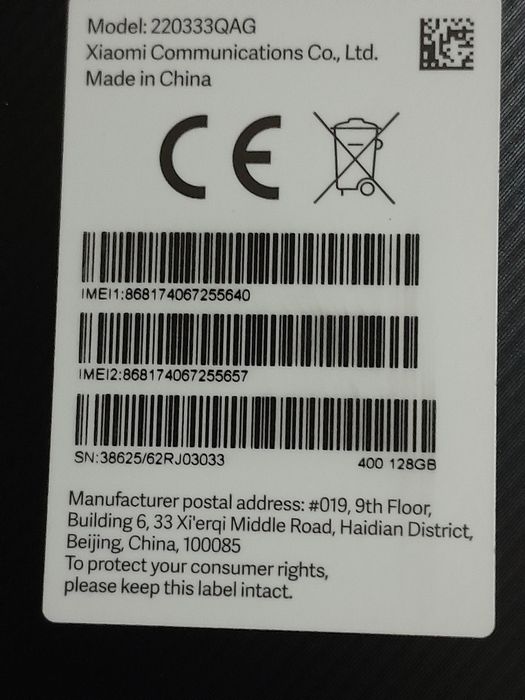 Model: 220333QAG
Xiaomi Communications Co., Ltd.
Made in China
CE
IMEI1:868174067255640
IMEI2:868174067255657
SN:38625/62RJ03033 400 128GB
Manufacturer postal address: #019, 9th Floor,
Building 6, 33 Xi'erqi Middle Road, Haidian District,
Beijing, China, 100085
To protect your consumer rights,
please keep this label intact.